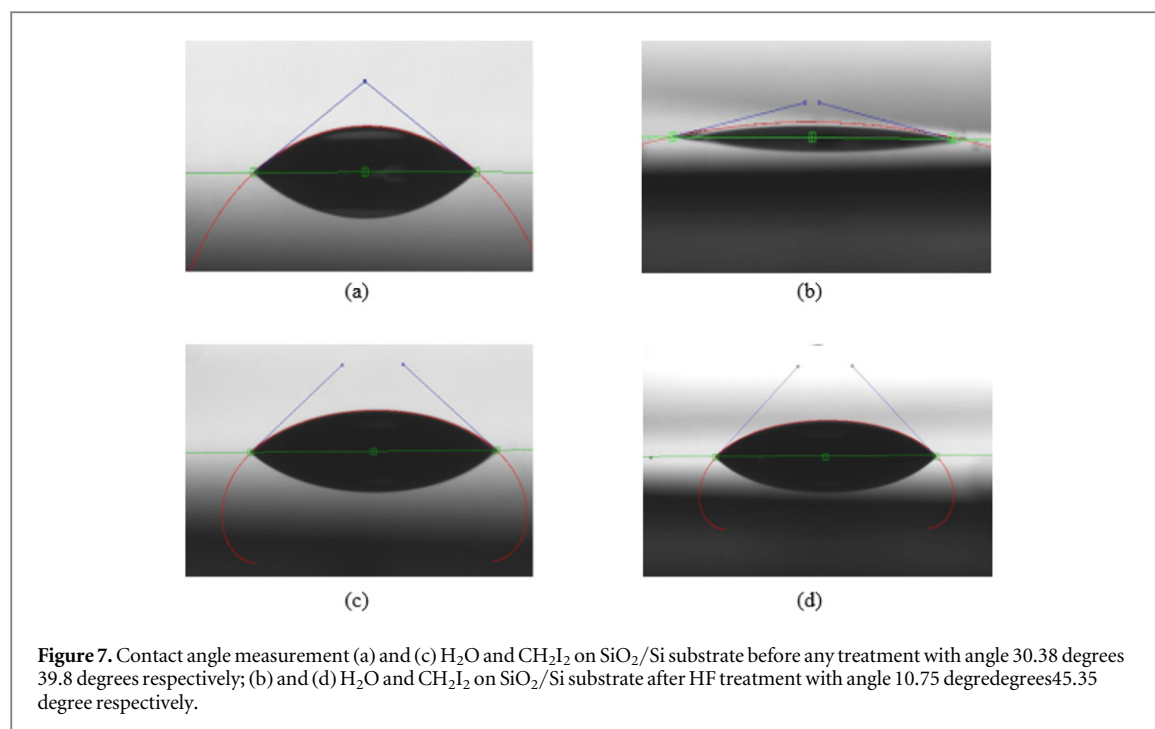 (a)
(b)
(c)
(d)
Figure 7. Contact angle measurement (a) and (c) H₂O and CH₂I₂ on SiO₂/Si substrate before any treatment with angle 30.38 degrees
39.8 degrees respectively; (b) and (d) H₂O and CH₂I₂ on SiO₂/Si substrate after HF treatment with angle 10.75 degredegrees45.35
degree respectively.